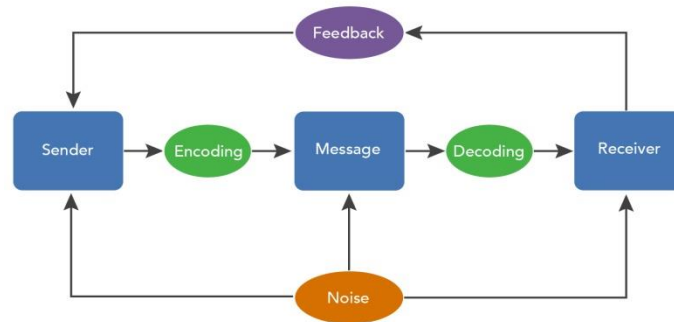 Feedback
Sender
Encoding
Message
Decoding
Receiver
Noise